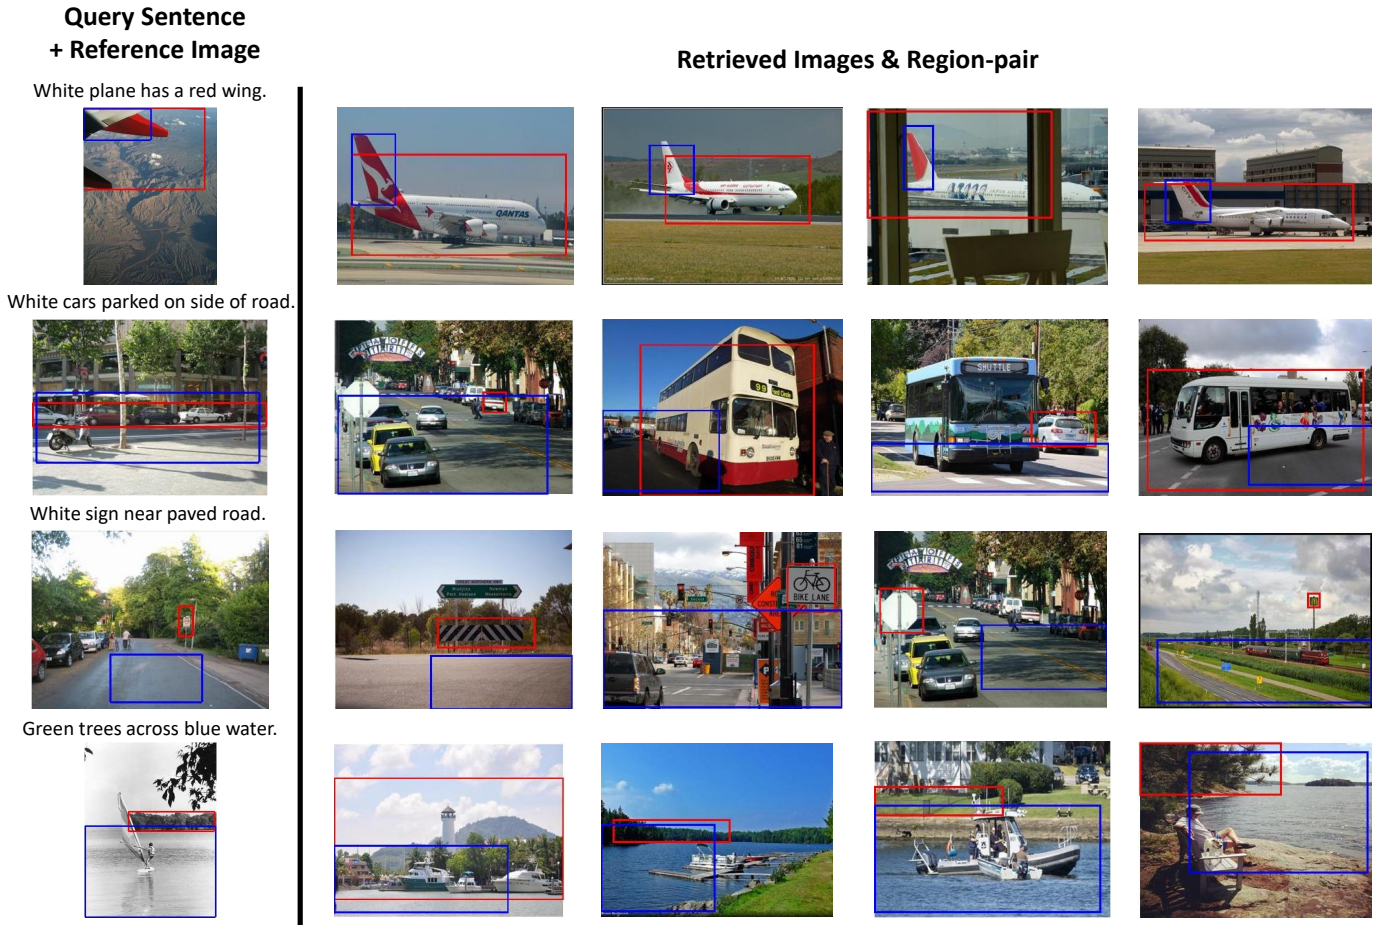 Query Sentence
+ Reference Image
Retrieved Images & Region-pair
White plane has a red wing.
QANTAS
White cars parked on side of road.
99
SHUTTLE
White sign near paved road.
BIKE LANE
Green trees across blue water.